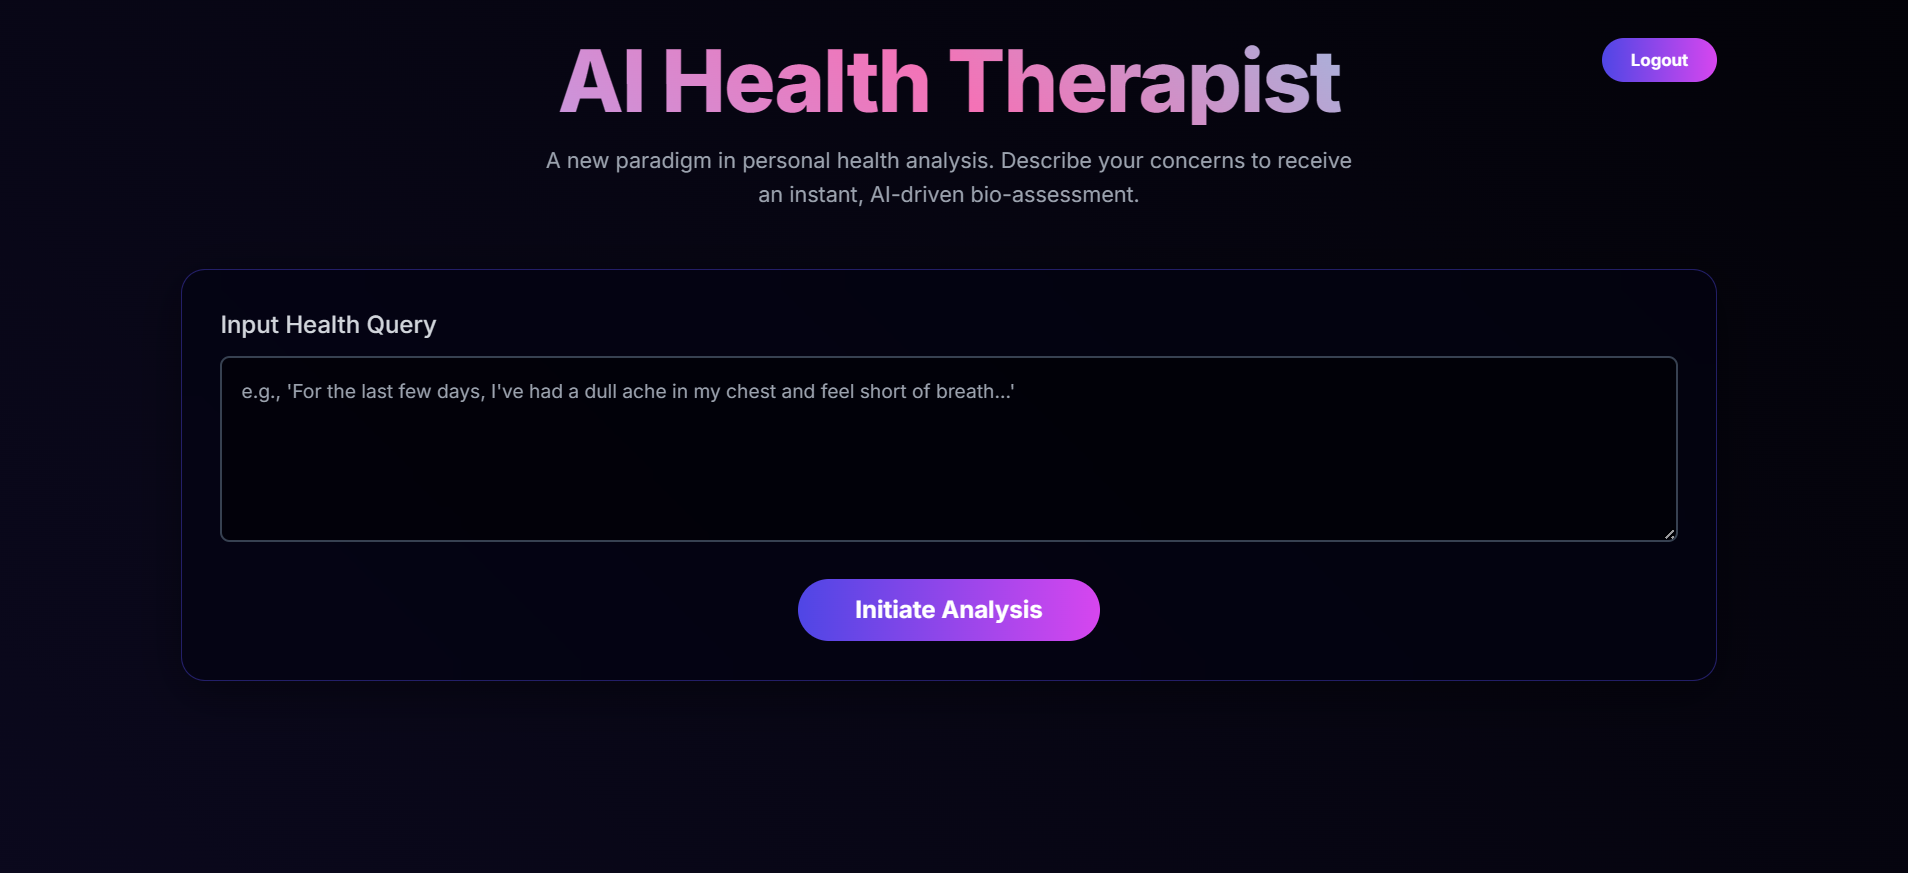 AI Health Therapist
Logout
A new paradigm in personal health analysis. Describe your concerns to receive
an instant, AI-driven bio-assessment.
Input Health Query
e.g., 'For the last few days, I've had a dull ache in my chest and feel short of breath...'
Initiate Analysis